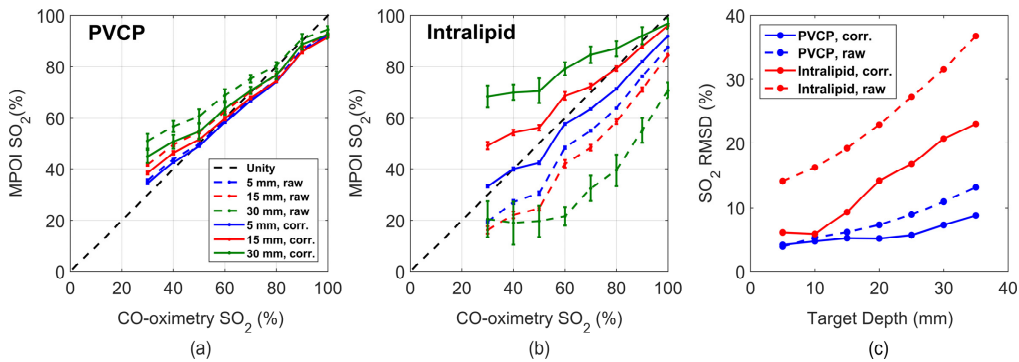 PVCP
MPOI SO2(%)
100
80
60
40
20
0
0 20 40 60 80 100
CO-oximetry SO2 (%)
Unity
5 mm, raw
15 mm, raw
30 mm, raw
5 mm, corr.
15 mm, corr.
30 mm, corr.
(a)
Intralipid
MPOI SO2(%)
100
80
60
40
20
0
0 20 40 60 80 100
CO-oximetry SO2 (%)
(b)
SO2 RMSD (%)
40
30
20
10
0
0 10 20 30 40
Target Depth (mm)
PVCP, corr.
PVCP, raw
Intralipid, corr.
Intralipid, raw
(c)